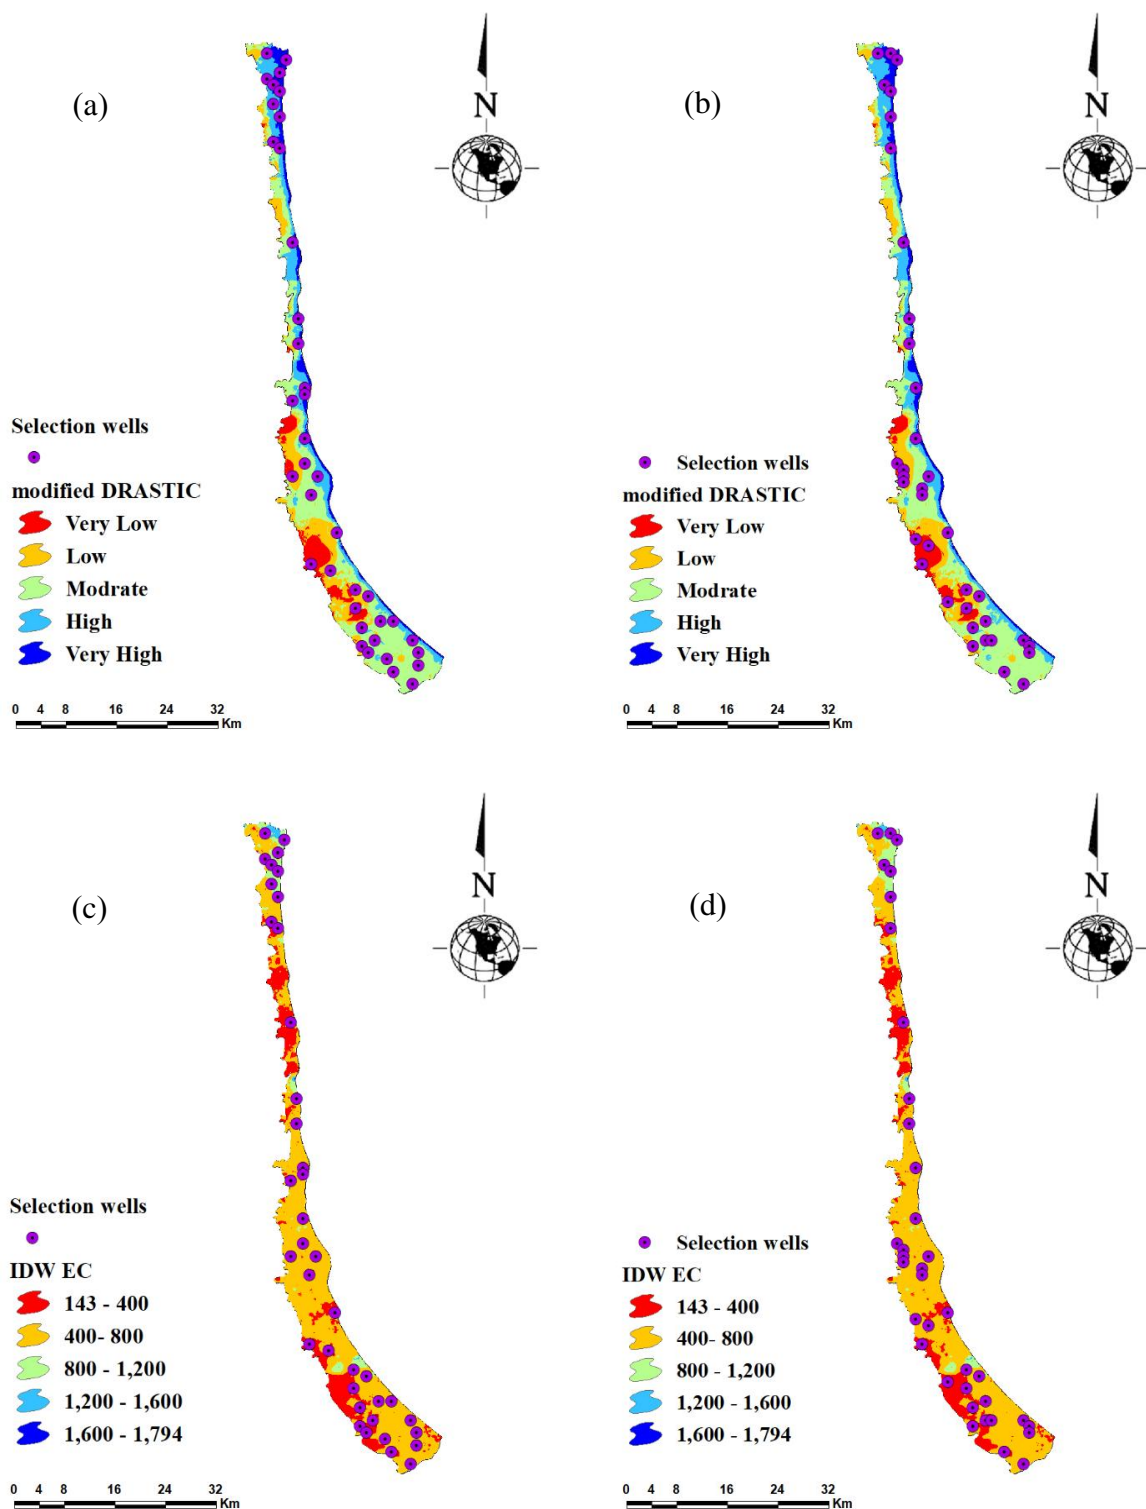 (a)
N
Selection wells
modified DRASTIC
Very Low
Low
Modrate
High
Very High
0 4 8 16 24 32
Km
(b)
N
Selection wells
modified DRASTIC
Very Low
Low
Modrate
High
Very High
0 4 8 16 24 32
Km
(c)
N
Selection wells
IDW EC
143 - 400
400- 800
800 - 1,200
1,200 - 1,600
1,600 - 1,794
0 4 8 16 24 32
Km
(d)
N
Selection wells
IDW EC
143 - 400
400- 800
800 - 1,200
1,200 - 1,600
1,600 - 1,794
0 4 8 16 24 32
Km